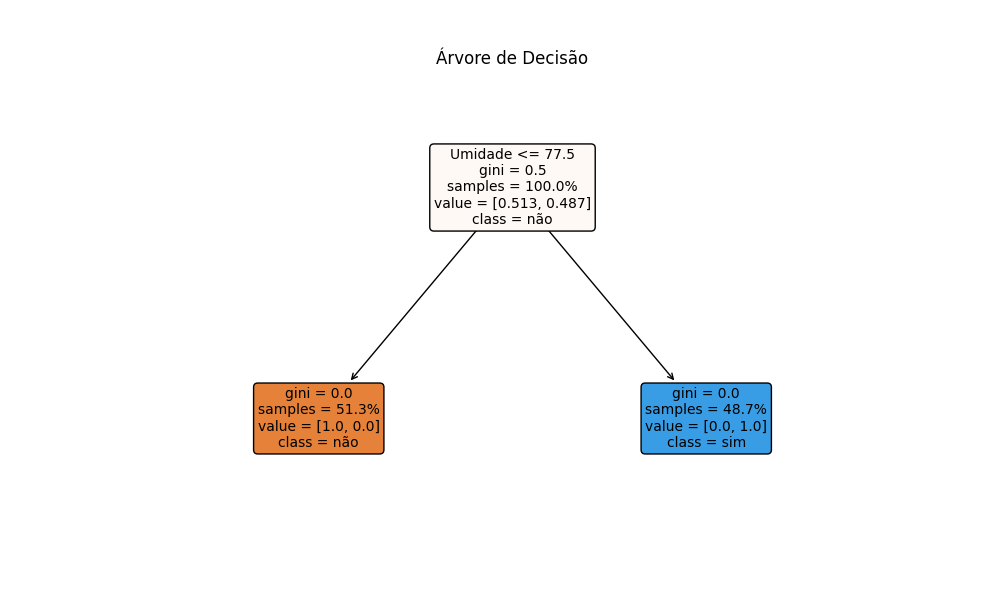 Árvore de Decisão
Umidade <= 77.5
gini = 0.5
samples = 100.0%
value = [0.513, 0.487]
class = não
gini = 0.0
samples = 51.3%
value = [1.0, 0.0]
class = não
gini = 0.0
samples = 48.7%
value = [0.0, 1.0]
class = sim